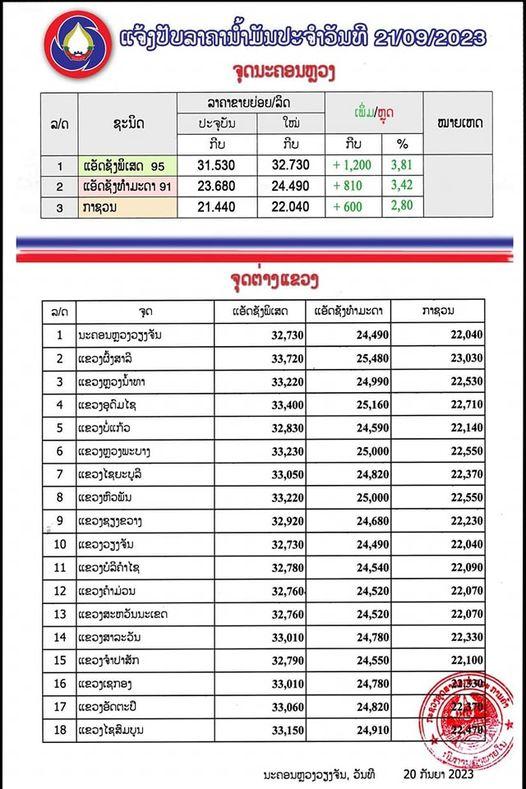 ແຈ້ງປັບລາຄານ້ຳມັນປະຈຳວັນທີ 21/09/2023
ຈຸດນະຄອນຫຼວງ
ລ/ດ ຊະນິດ ລາຄາຂາຍຍ່ອຍ/ລິດ ເພີ່ມ/ຫຼຸດ ໝາຍເຫດ
ປະຈຸບັນ ໃໝ່
ກີບ ກີບ ກີບ %
1 ແອັດຊັງພິເສດ 95 31.530 32.730 + 1,200 3,81
2 ແອັດຊັງທຳມະດາ 91 23.680 24.490 + 810 3,42
3 ກາຊວນ 21.440 22.040 + 600 2,80
ຈຸດຕ່າງແຂວງ
ລ/ດ ຈຸດ ແອັດຊັງພິເສດ ແອັດຊັງທຳມະດາ ກາຊວນ
1 ນະຄອນຫຼວງວຽງຈັນ 32,730 24,490 22,040
2 ແຂວງຜົ້ງສາລີ 33,720 25,480 23,030
3 ແຂວງຫຼວງນ້ຳທາ 33,220 24,990 22,530
4 ແຂວງອຸດົມໄຊ 33,400 25,160 22,710
5 ແຂວງບໍ່ແກ້ວ 32,830 24,590 22,140
6 ແຂວງຫຼວງພະບາງ 33,230 25,000 22,550
7 ແຂວງໄຊຍະບູລີ 33,050 24,820 22,370
8 ແຂວງຫົວພັນ 33,220 25,000 22,550
9 ແຂວງຊຽງຂວາງ 32,920 24,680 22,230
10 ແຂວງວຽງຈັນ 32,730 24,490 22,040
11 ແຂວງບໍລິຄຳໄຊ 32,780 24,540 22,090
12 ແຂວງຄຳມ່ວນ 32,760 24,520 22,070
13 ແຂວງສະຫວັນນະເຂດ 32,760 24,520 22,070
14 ແຂວງສາລະວັນ 33,010 24,780 22,330
15 ແຂວງຈຳປາສັກ 32,790 24,550 22,100
16 ແຂວງເຊກອງ 33,010 24,780 22,330
17 ແຂວງອັດຕະປື 33,060 24,820 22,370
18 ແຂວງໄຊສົມບູນ 33,150 24,910 22,470
ນະຄອນຫຼວງວຽງຈັນ, ວັນທີ 20 ກັນຍາ 2023